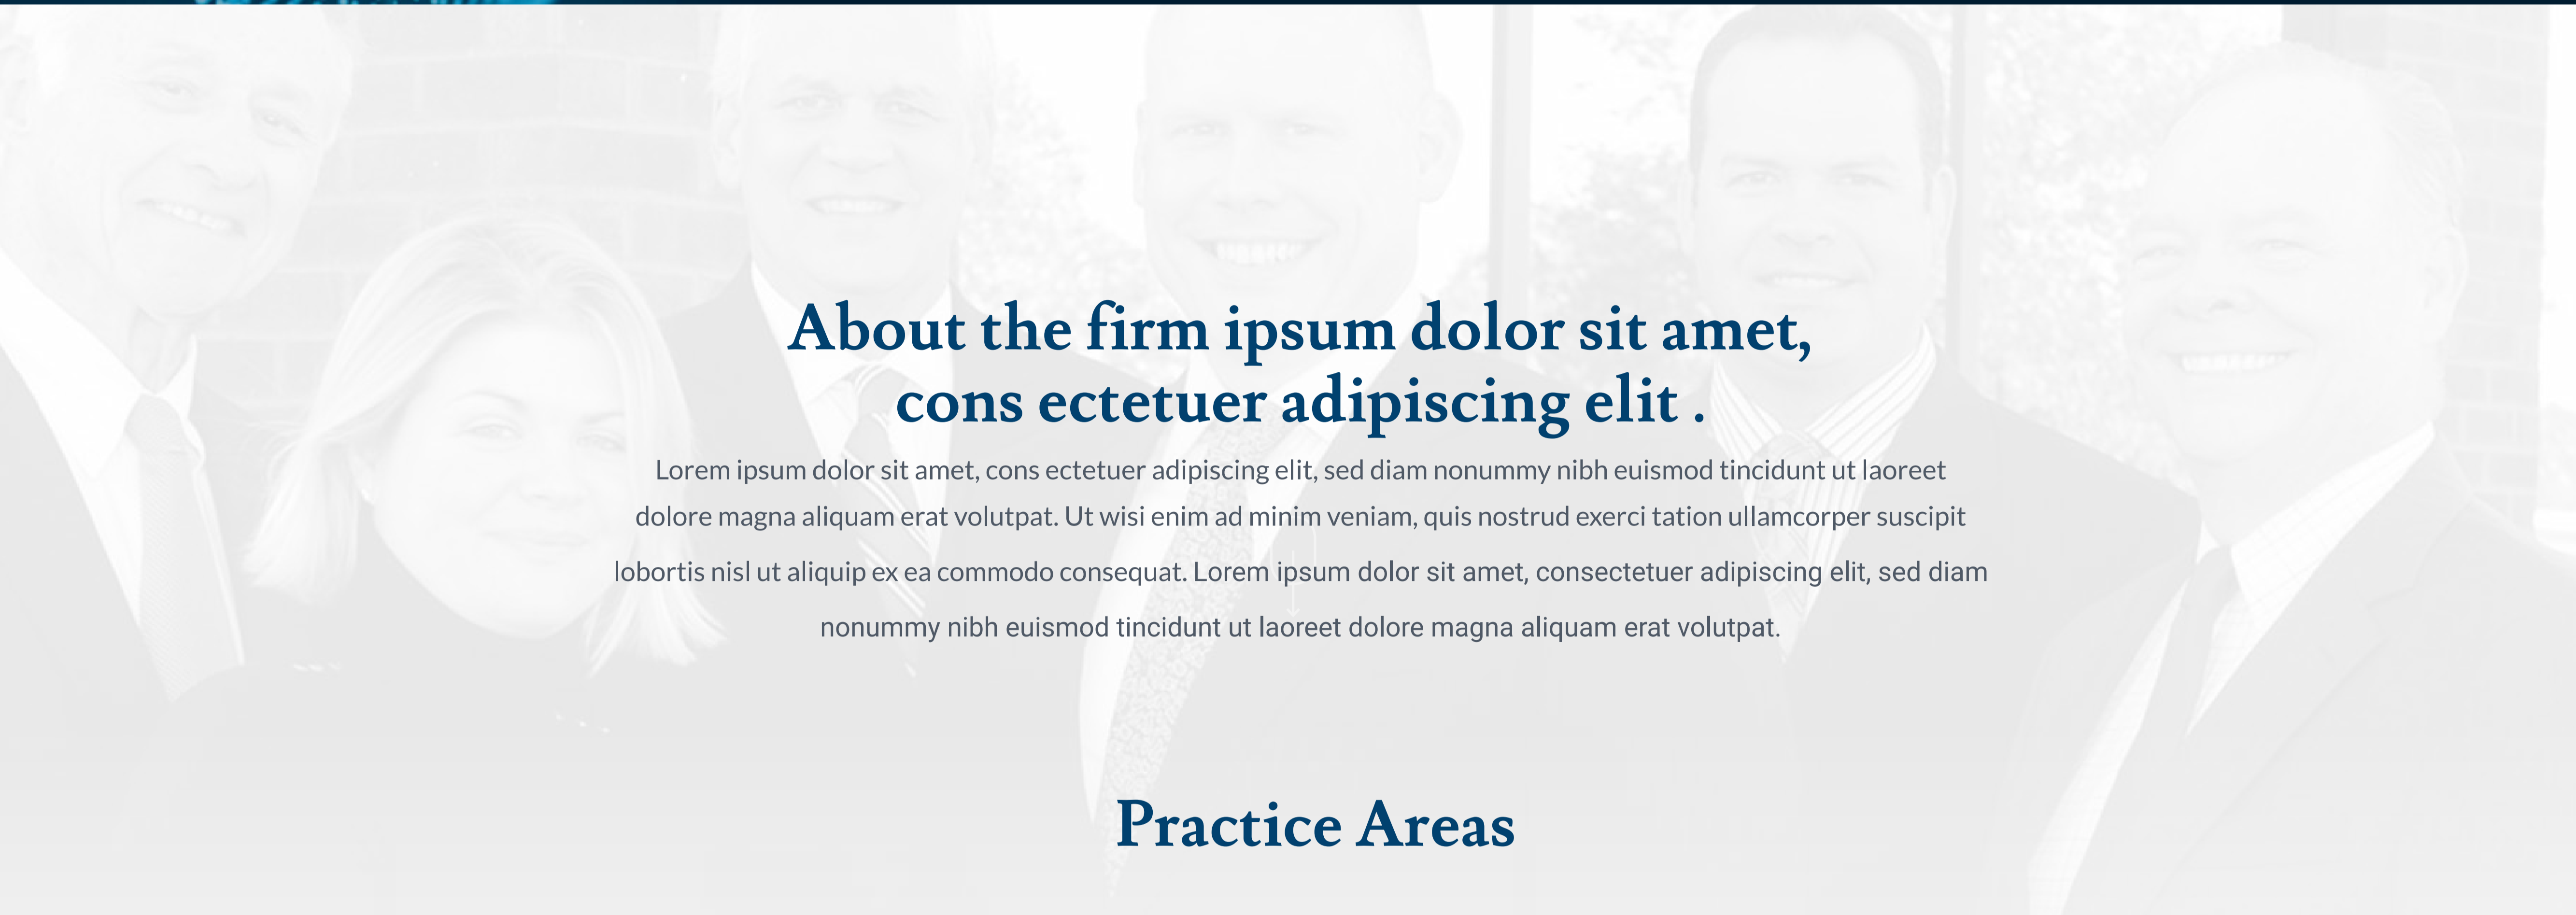 About the firm ipsum dolor sit amet,
cons ectetuer adipiscing elit .
Lorem ipsum dolor sit amet, cons ectetuer adipiscing elit, sed diam nonummy nibh euismod tincidunt ut laoreet
dolore magna aliquam erat volutpat. Ut wisi enim ad minim veniam, quis nostrud exerci tation ullamcorper suscipit
lobortis nisl ut aliquip ex ea commodo consequat. Lorem ipsum dolor sit amet, consectetuer adipiscing elit, sed diam
nonummy nibh euismod tincidunt ut laoreet dolore magna aliquam erat volutpat.
Practice Areas